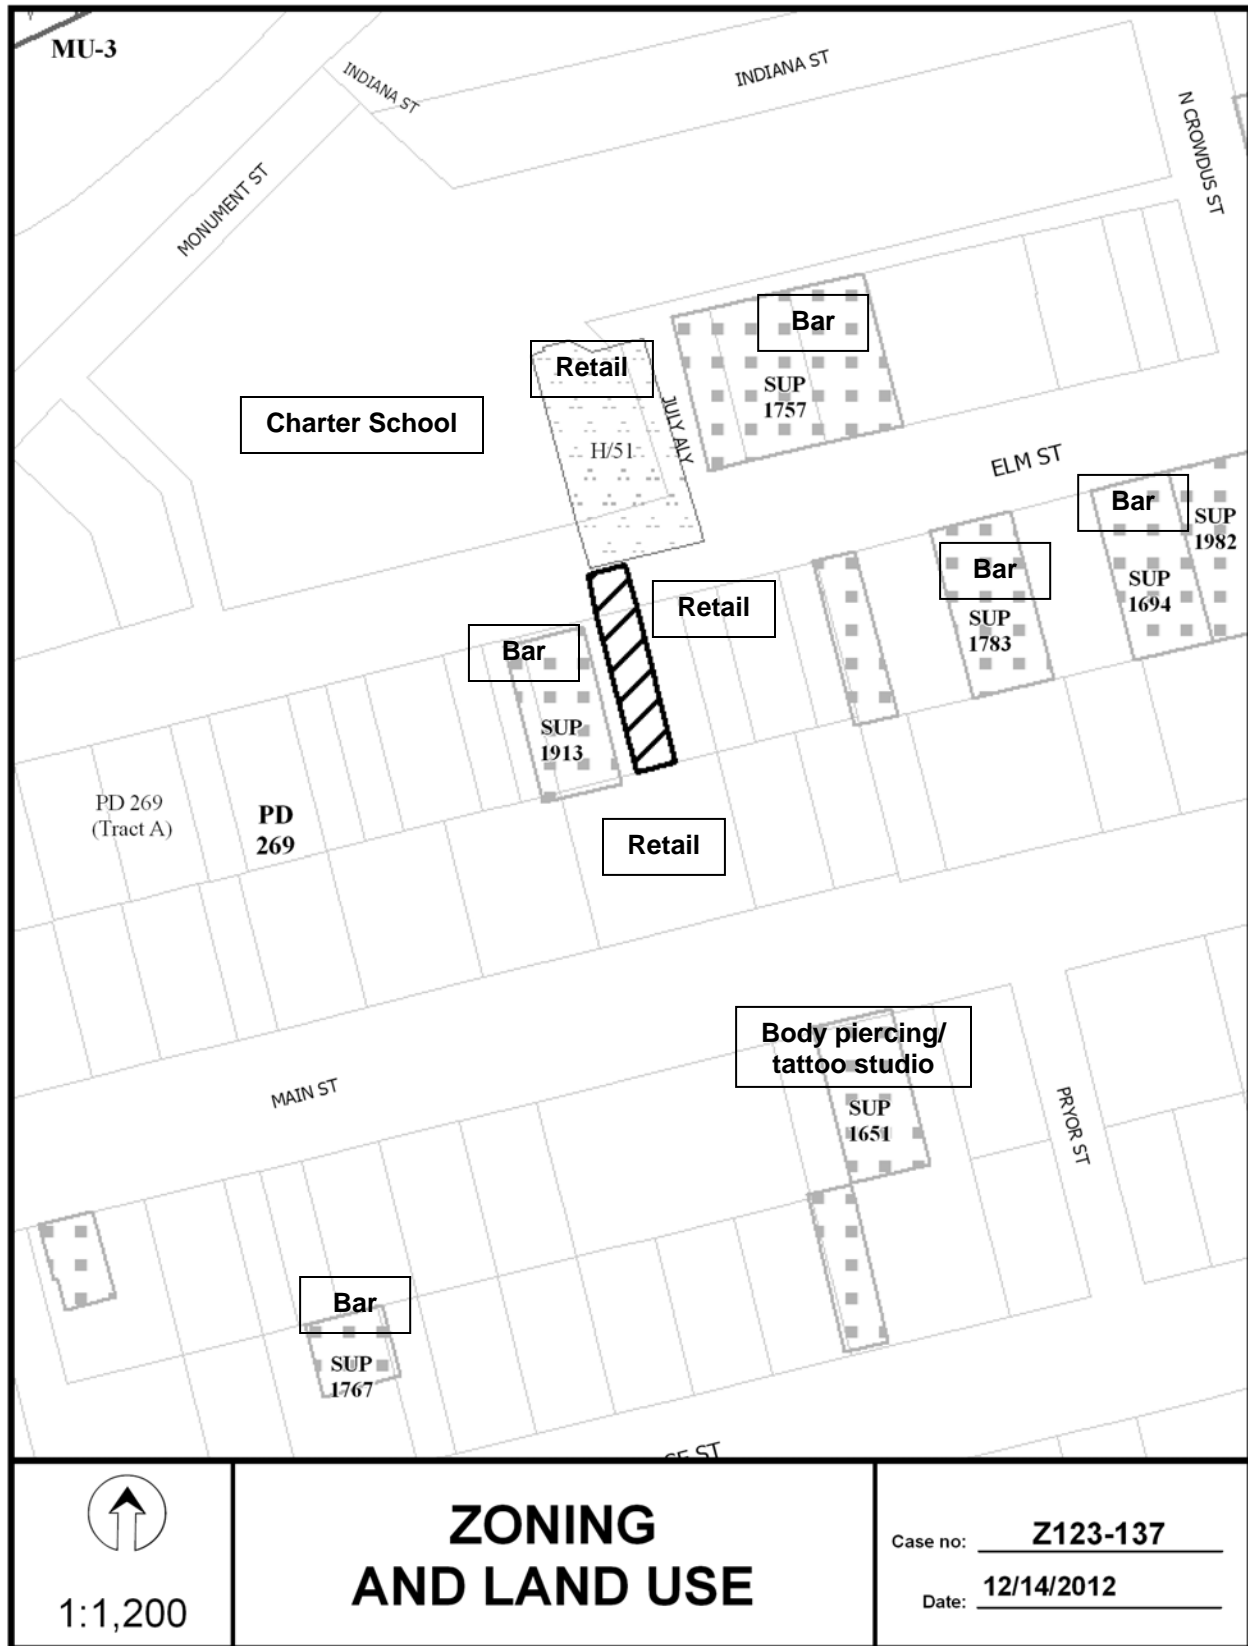 MU-3
INDIANA ST
INDIANA ST
N CROWDUS ST
MONUMENT ST
Bar
Retail
SUP
1757
Charter School
JULY ALY
H/51
ELM ST
Bar
SUP
1982
Bar
SUP
1694
Retail
SUP
1783
Bar
SUP
1913
PD 269
(Tract A)
PD
269
Retail
Body piercing/
tattoo studio
MAIN ST
SUP
1651
PRYOR ST
Bar
SUP
1767
SE ST
ZONING
AND LAND USE
1:1,200
Case no: Z123-137
Date: 12/14/2012